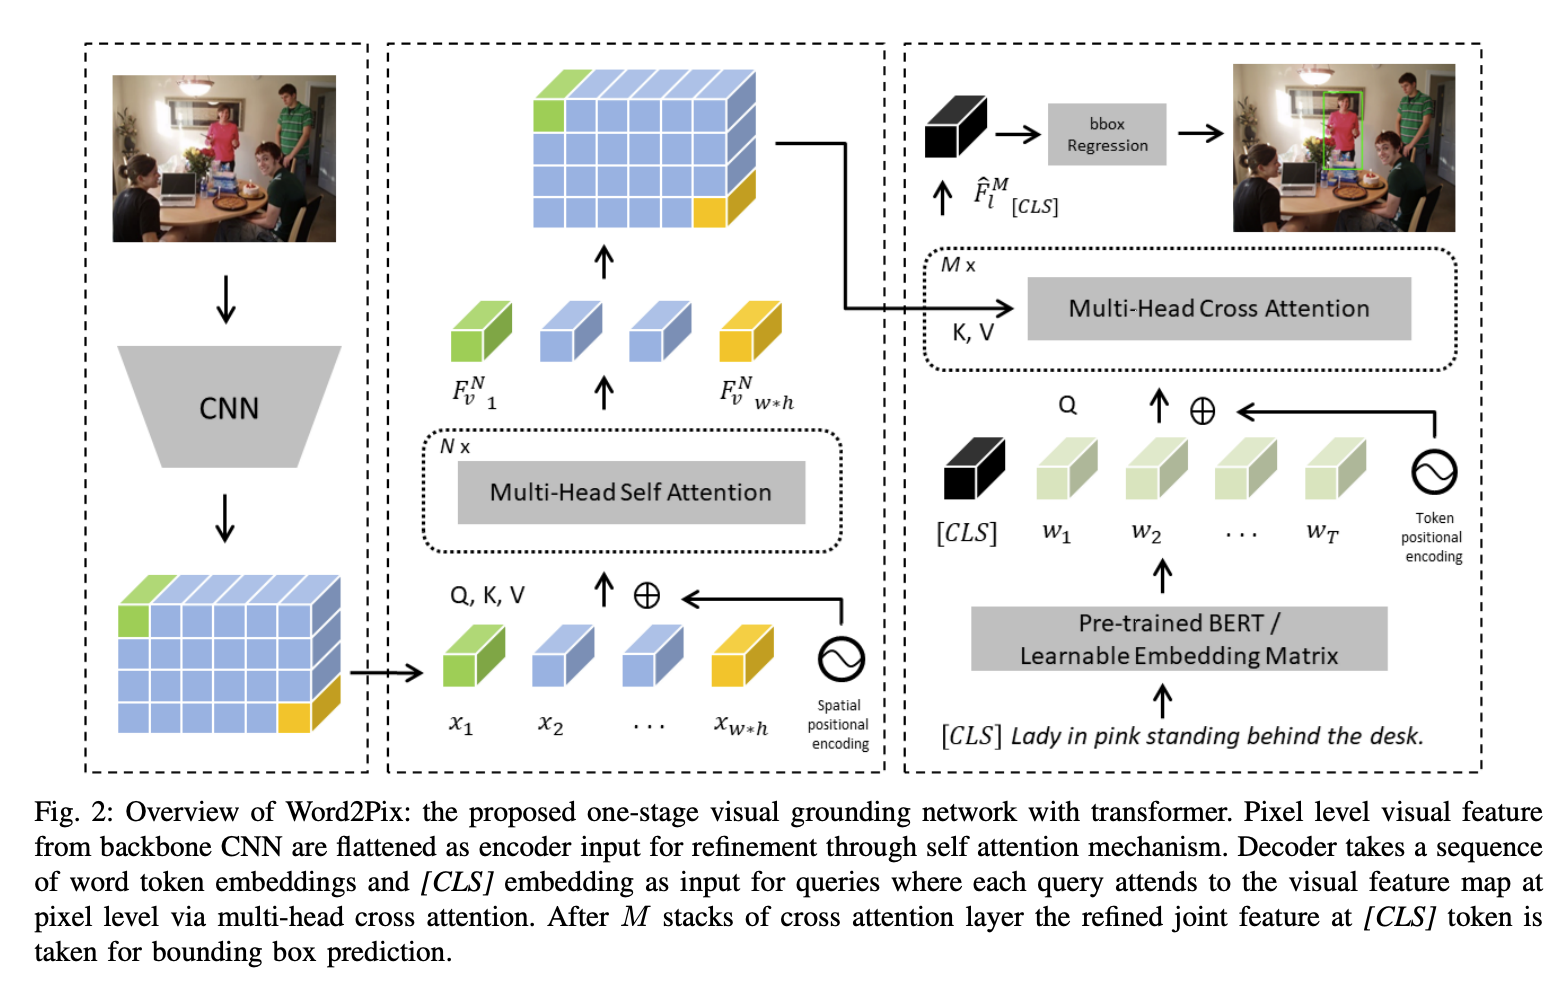 CNN
F_v^N_1
F_v^N_{w*h}
N x
Multi-Head Self Attention
Q, K, V
x_1
x_2
. . .
x_{w*h}
Spatial
positional
encoding
bbox
Regression
F̂_l^M_{[CLS]}
M x
Multi-Head Cross Attention
K, V
Q
[CLS]
w_1
w_2
. . .
w_T
Token
positional
encoding
Pre-trained BERT /
Learnable Embedding Matrix
[CLS] Lady in pink standing behind the desk.
Fig. 2: Overview of Word2Pix: the proposed one-stage visual grounding network with transformer. Pixel level visual feature
from backbone CNN are flattened as encoder input for refinement through self attention mechanism. Decoder takes a sequence
of word token embeddings and [CLS] embedding as input for queries where each query attends to the visual feature map at
pixel level via multi-head cross attention. After M stacks of cross attention layer the refined joint feature at [CLS] token is
taken for bounding box prediction.